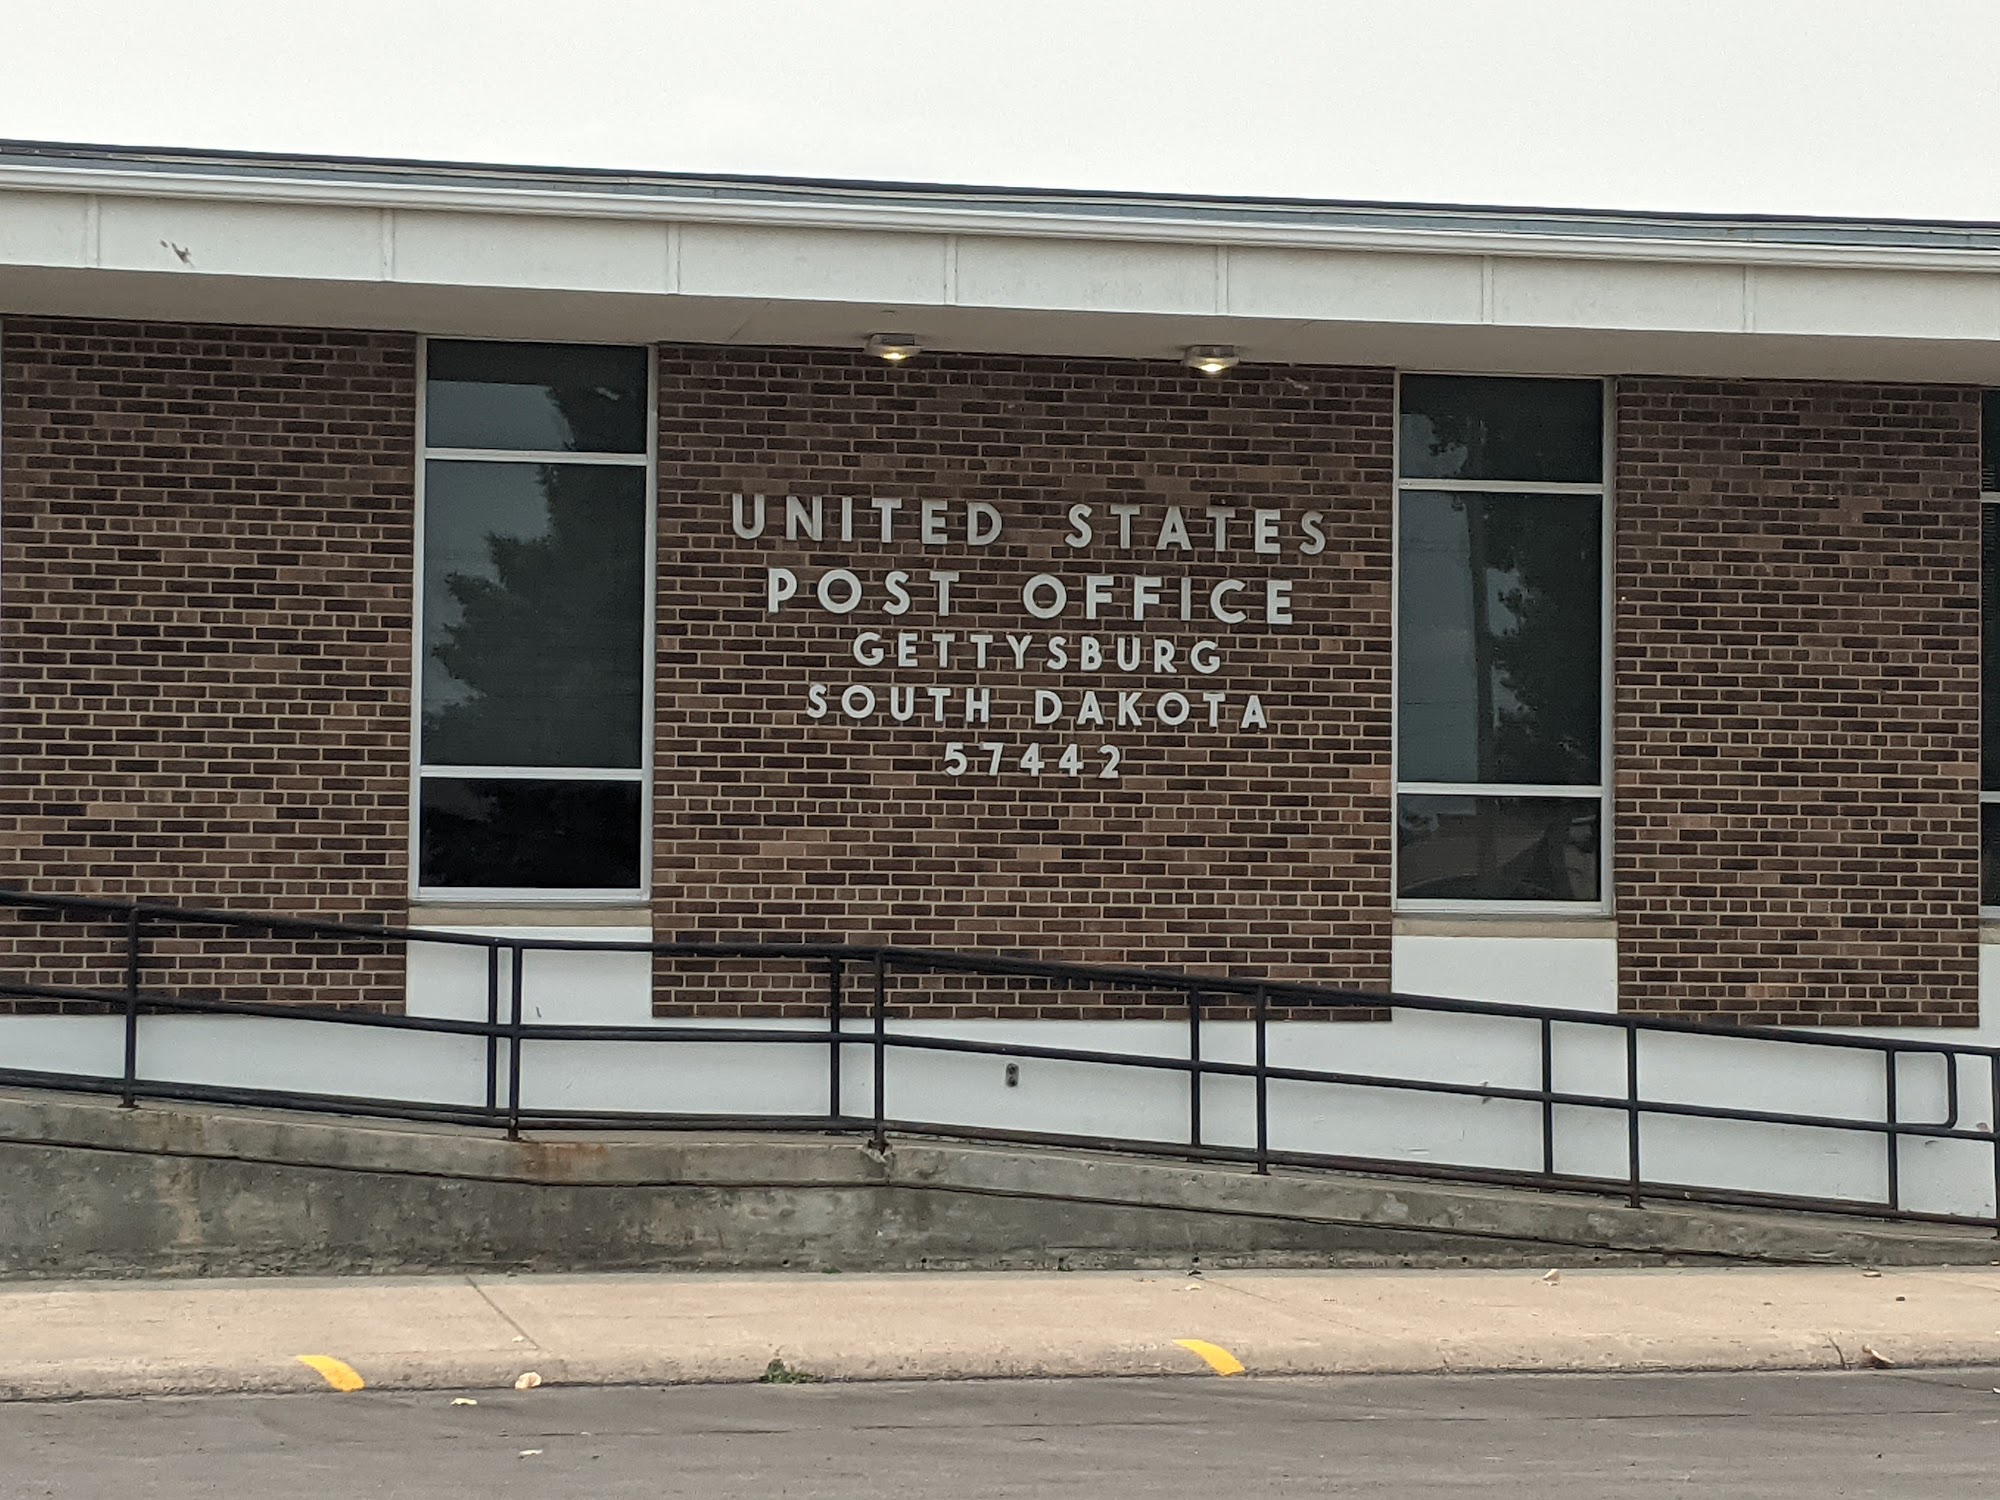 UNITED STATES
POST OFFICE
GETTYSBURG
SOUTH DAKOTA
57442